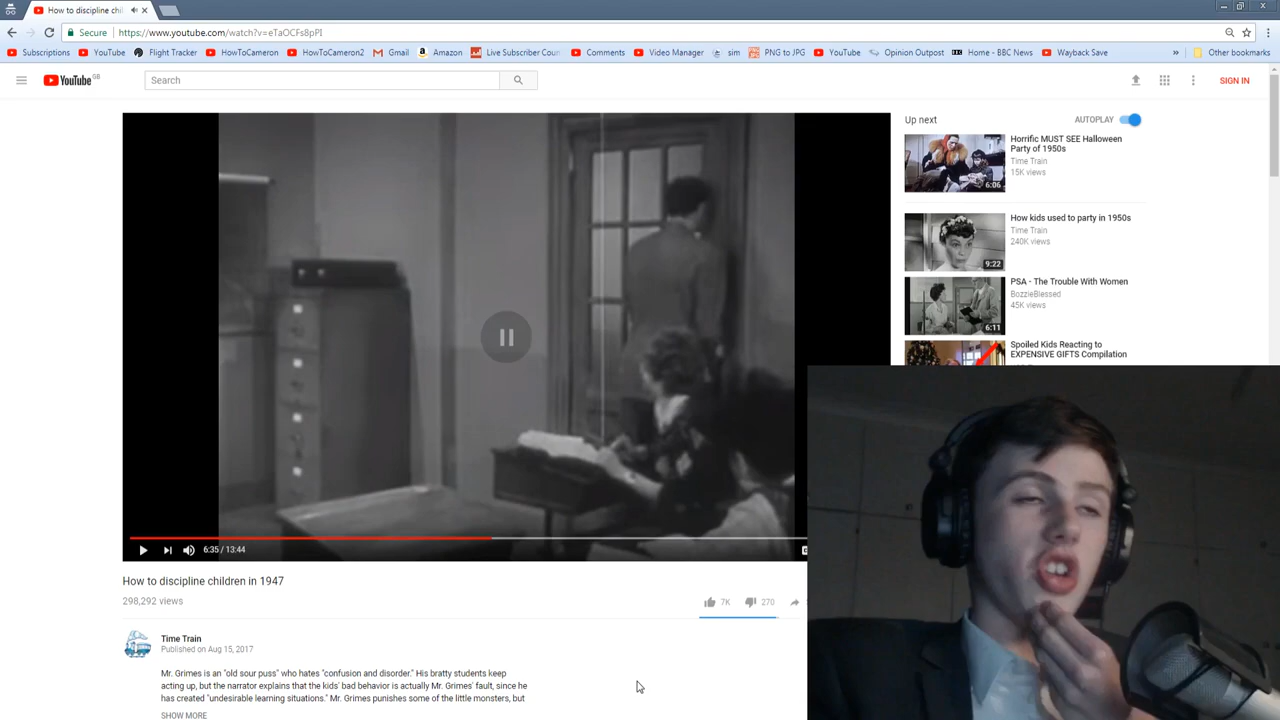 How to discipline chil
Secure
https://www.youtube.com/watch?v=eTaOCFs8pPI
Subscriptions
YouTube
Flight Tracker
HowToCameron
HowToCameron2
Gmail
Amazon
Live Subscriber Coun
Comments
Video Manager
sim
PNG to JPG
YouTube
Opinion Outpost
Home - BBC News
Wayback Save
»
Other bookmarks
YouTube GB
Search
SIGN IN
Up next
AUTOPLAY
Horrific MUST SEE Halloween
Party of 1950s
Time Train
15K views
6:06
How kids used to party in 1950s
Time Train
240K views
9:22
PSA - The Trouble With Women
BozzieBlessed
45K views
6:11
Spoiled Kids Reacting to
EXPENSIVE GIFTS Compilation
6:35 / 13:44
How to discipline children in 1947
298,292 views
7K
270
Time Train
Published on Aug 15, 2017
Mr. Grimes is an "old sour puss" who hates "confusion and disorder." His bratty students keep
acting up, but the narrator explains that the kids' bad behavior is actually Mr. Grimes' fault, since he
has created "undesirable learning situations." Mr. Grimes punishes some of the little monsters, but
SHOW MORE